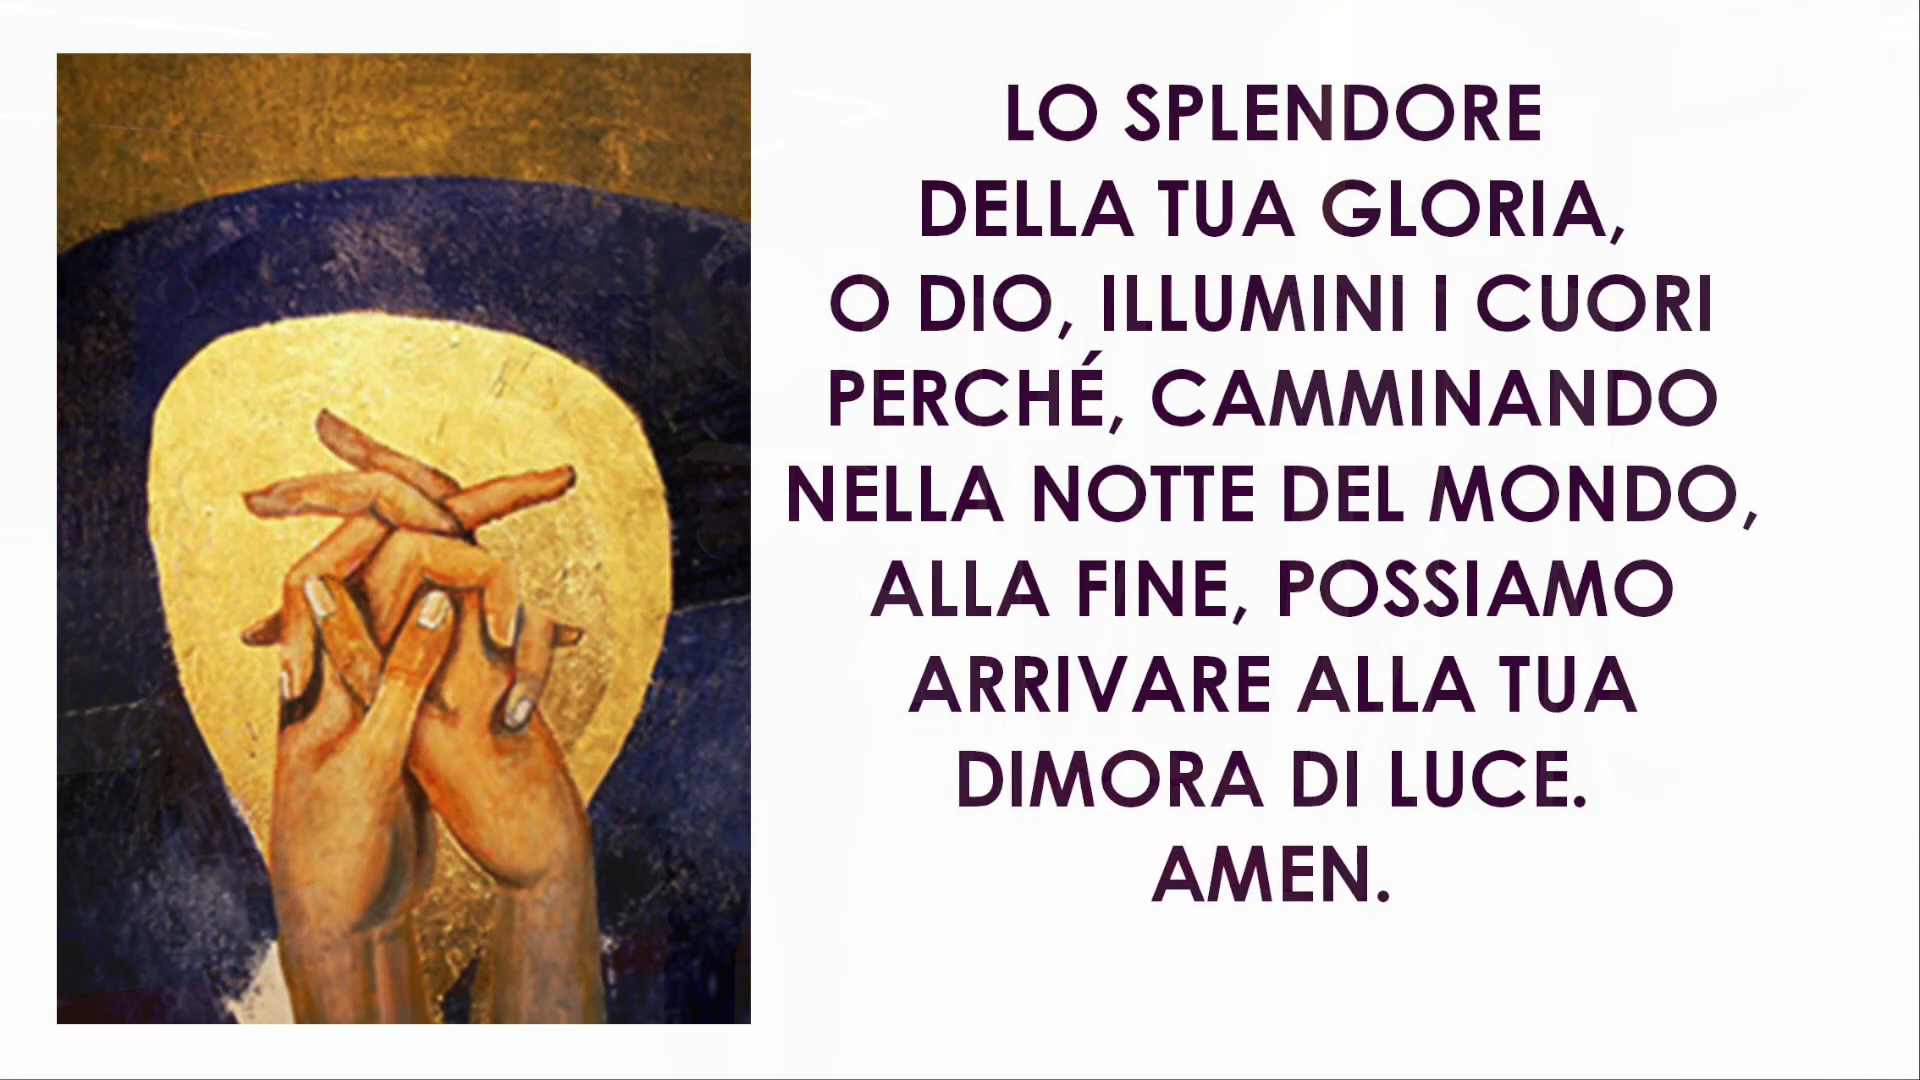 LO SPLENDORE
DELLA TUA GLORIA,
O DIO, ILLUMINI I CUORI
PERCHÉ, CAMMINANDO
NELLA NOTTE DEL MONDO,
ALLA FINE, POSSIAMO
ARRIVARE ALLA TUA
DIMORA DI LUCE.
AMEN.